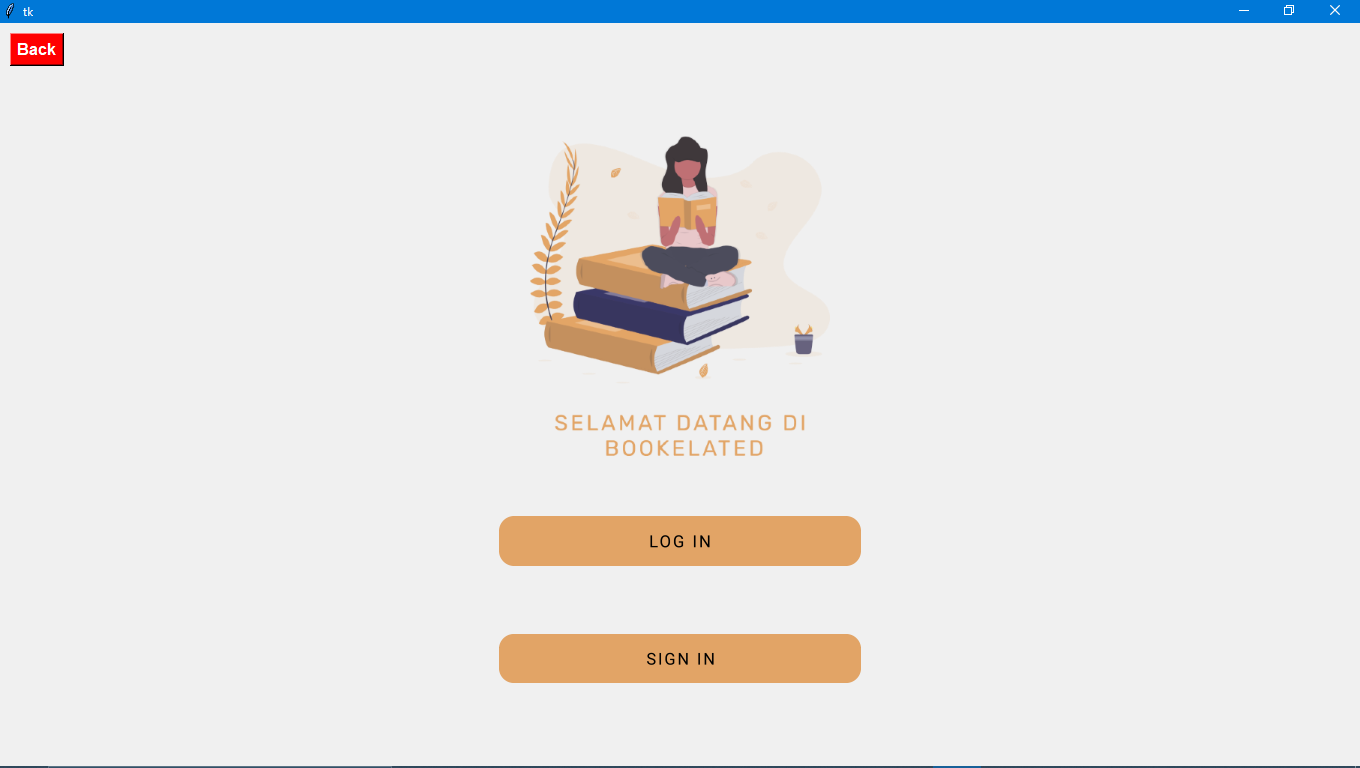 tk
Back
SELAMAT DATANG DI
BOOKELATED
LOG IN
SIGN IN